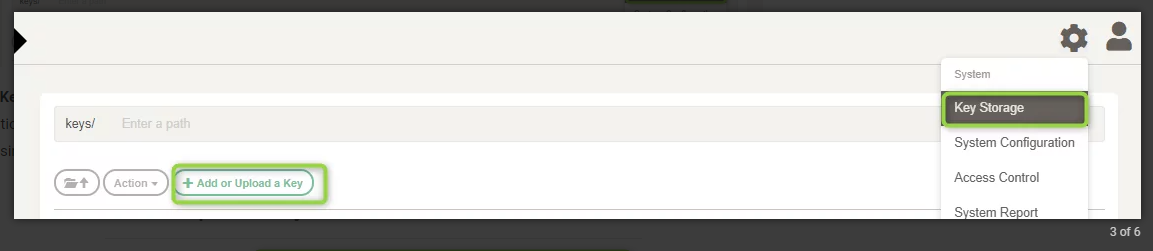 System
Key Storage
keys/ Enter a path
System Configuration
Action
+ Add or Upload a Key
Access Control
System Report
3 of 6